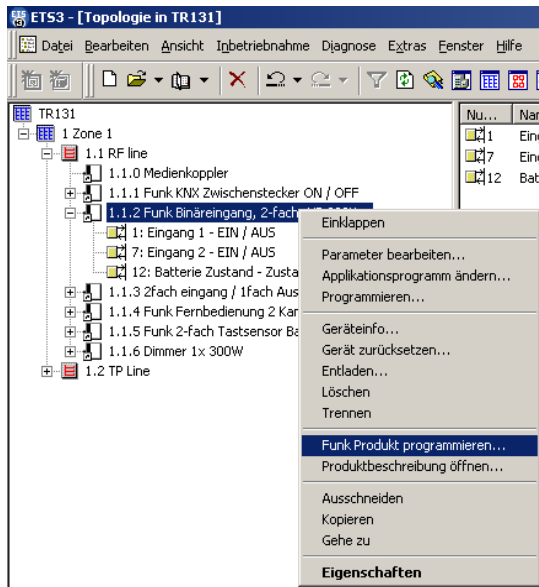 ETS3 - [Topologie in TR131]
Datei Bearbeiten Ansicht Inbetriebnahme Diagnose Extras Fenster Hilfe
TR131
Nu...
1 Zone 1
1
1.1 RF line
7
1.1.0 Medienkoppler
12 Bat
1.1.1 Funk KNX Zwischenstecker ON / OFF
1.1.2 Funk Binäreingang, 2-fach
1: Eingang 1 - EIN / AUS
7: Eingang 2 - EIN / AUS
12: Batterie Zustand - Zusta
1.1.3 2fach eingang / 1fach Aus
1.1.4 Funk Fernbedienung 2 Kan
1.1.5 Funk 2-fach Tastsensor Ba
1.1.6 Dimmer 1x 300W
1.2 TP Line
Einklappen
Parameter bearbeiten...
Applikationsprogramm ändern...
Programmieren...
Geräteinfo...
Gerät zurücksetzen...
Entladen...
Löschen
Trennen
Funk Produkt programmieren...
Produktbeschreibung öffnen...
Ausschneiden
Kopieren
Gehe zu
Eigenschaften